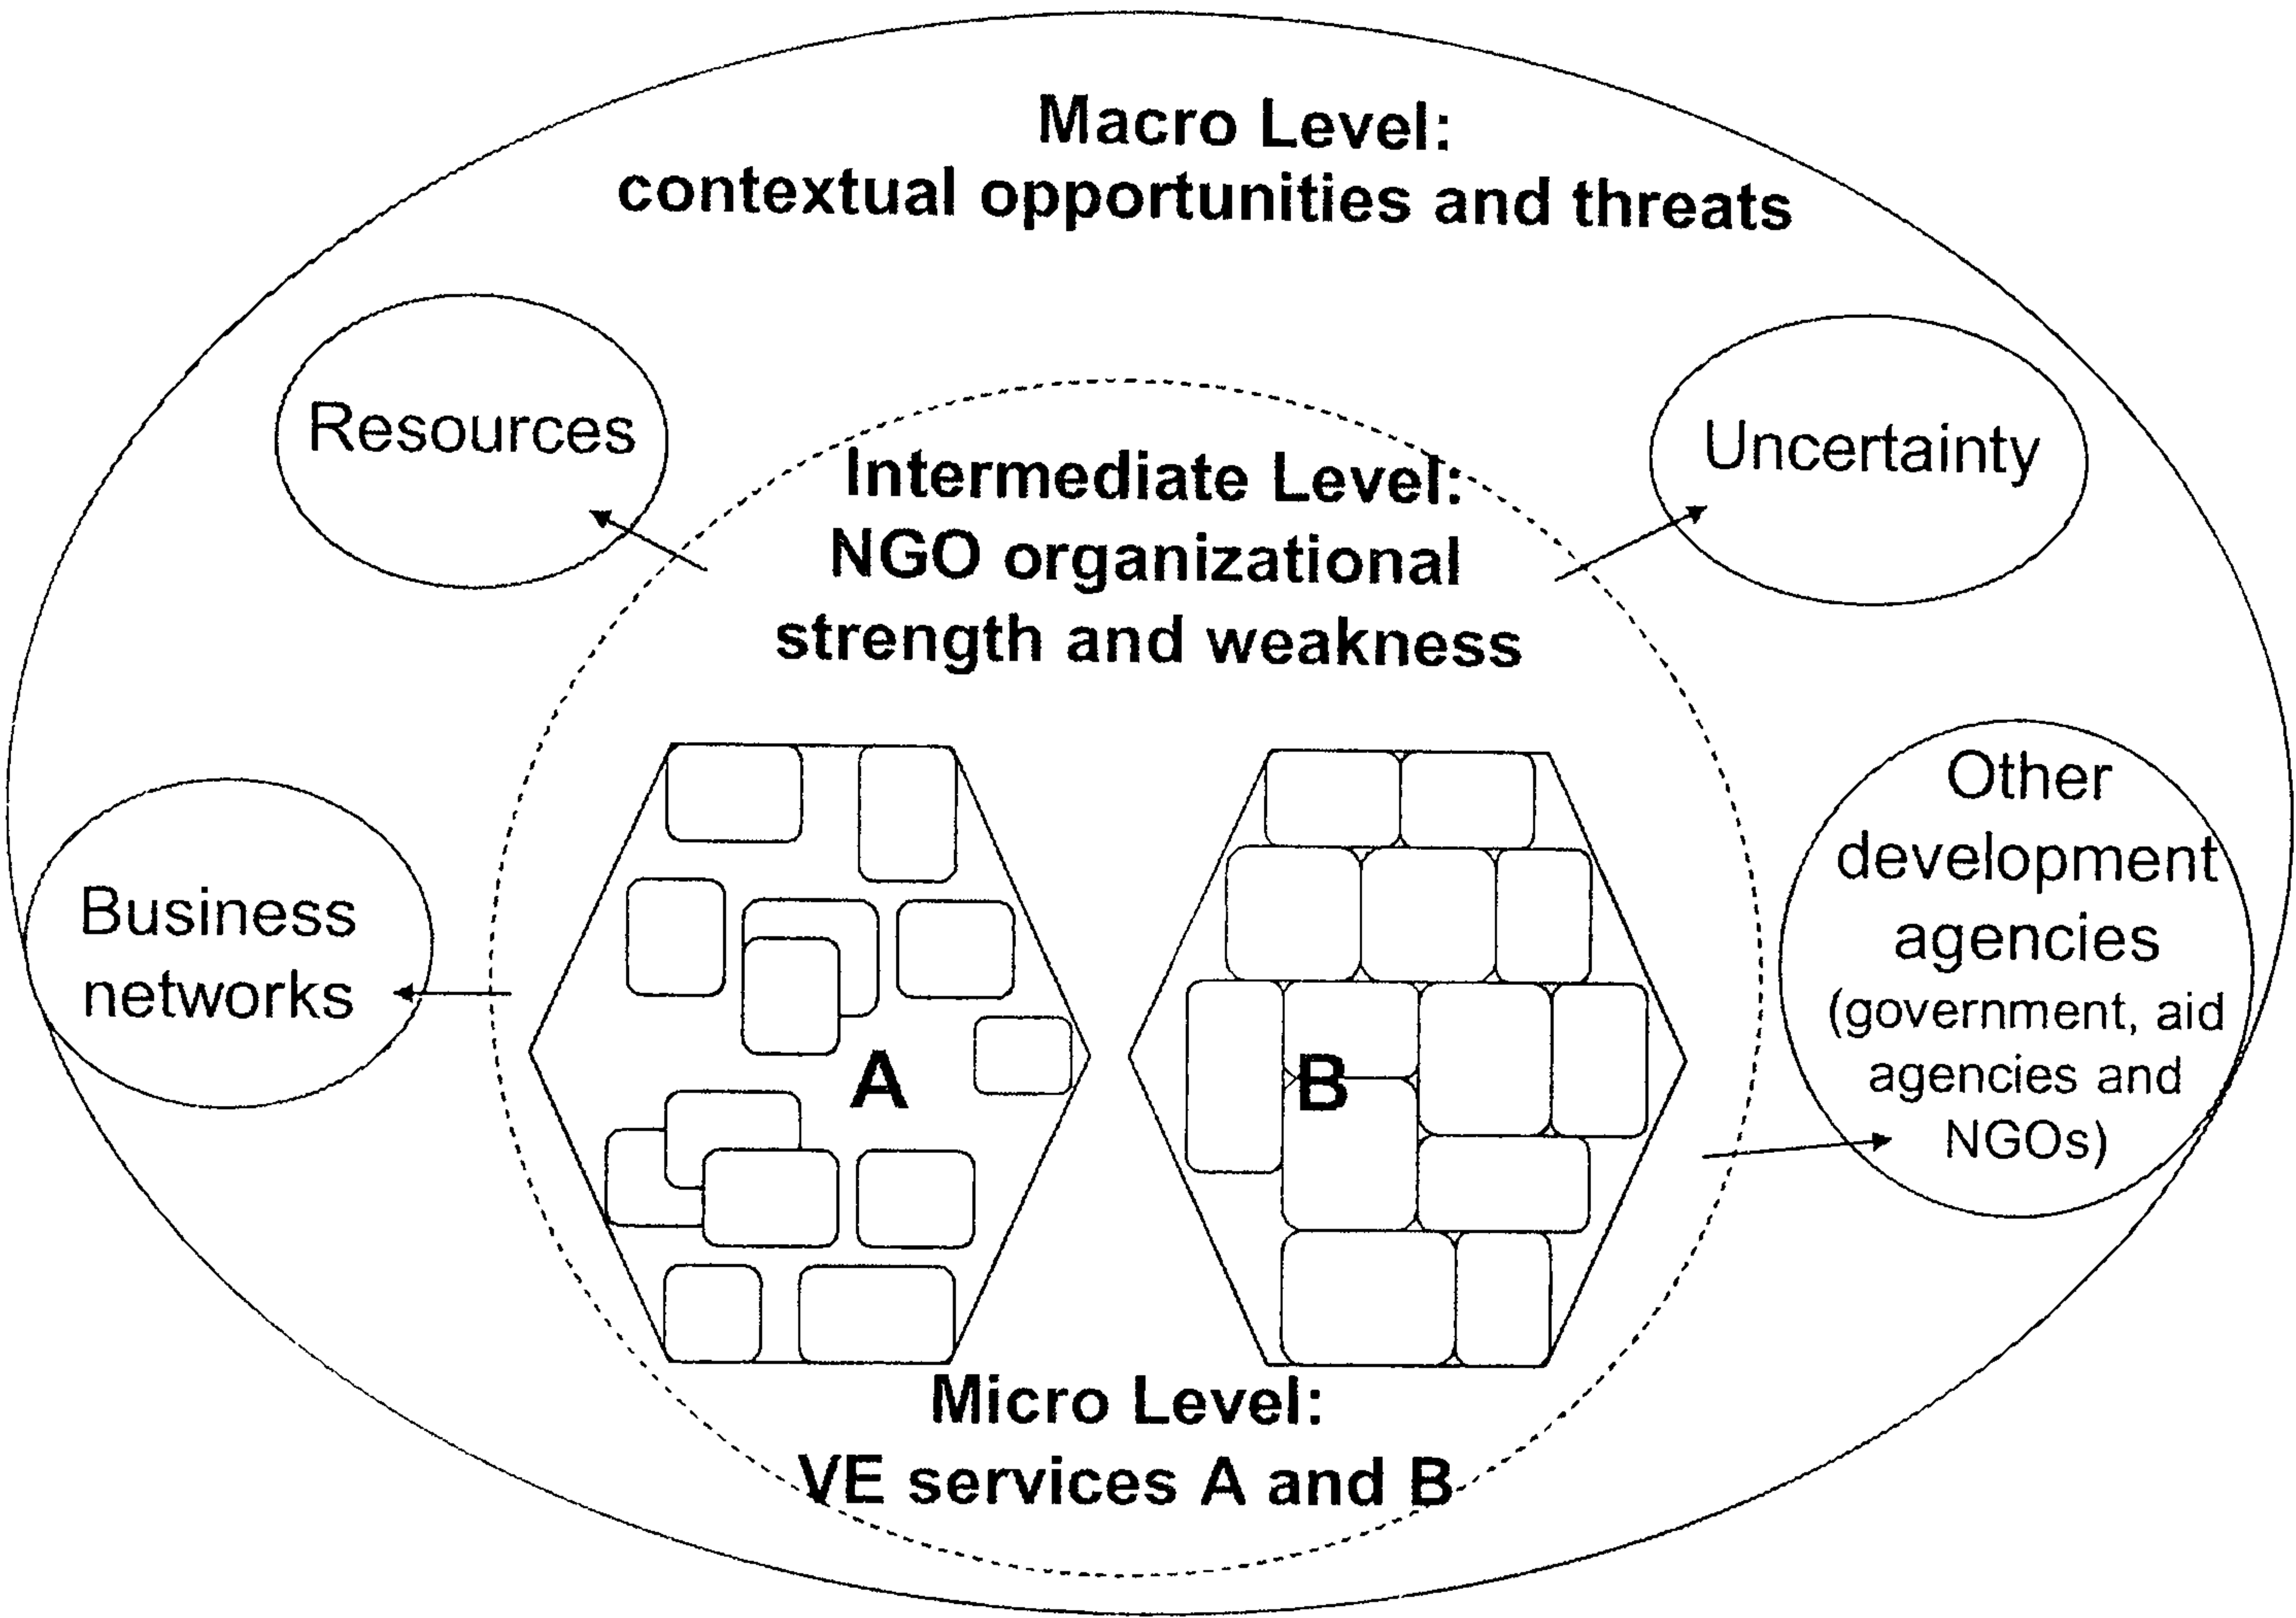 Macro Level:
contextual opportunities and threats
Resources
Uncertainty
Intermediate Level:
NGO organizational
strength and weakness
Business
networks
Other
development
agencies
(government, aid
agencies and
NGOs)
A
B
Micro Level:
VE services A and B